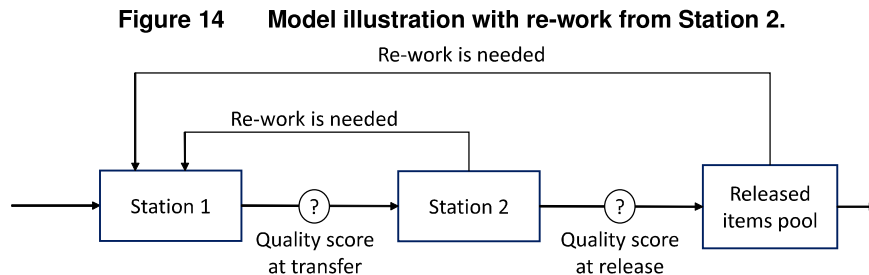 Figure 14 Model illustration with re-work from Station 2.
Re-work is needed
Re-work is needed
Station 1
?
Station 2
?
Released
items pool
Quality score
at transfer
Quality score
at release